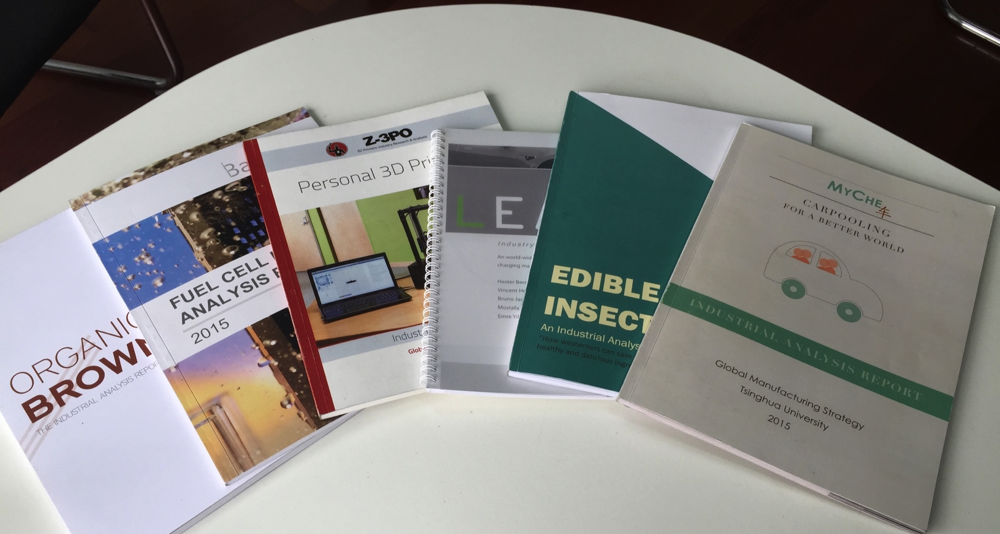 ORGANIC
BROWN
THE INDUSTRIAL ANALYSIS REPOR
Ba
FUEL CELL
ANALYSIS
2015
Z-3PO
3D Printers: Industry Research & Analysis
Z
Personal 3D Pri
Indust
Glob
LEA
Industry
An world-wid
charging ma
Hester Berr
Vincent He
Bruno Jac
Mostafa
Emre Yil
EDIBLE
INSECT
An Industrial Analys
"How westerners can save
healthy and delicious ingre
MYCHE车
CARPOOLING
FOR A BETTER WORLD
INDUSTRIAL ANALYSIS REPORT
Global Manufacturing Strategy
Tsinghua University
2015